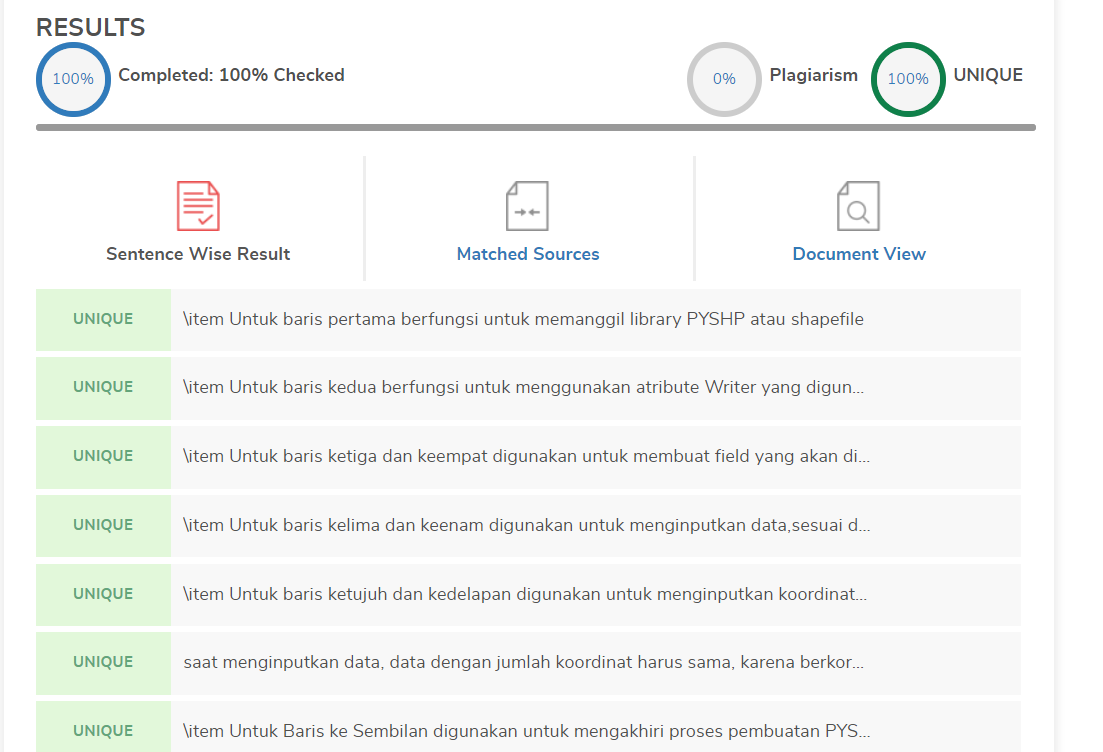 RESULTS
100% Completed: 100% Checked 0% Plagiarism 100% UNIQUE
Sentence Wise Result Matched Sources Document View
UNIQUE \item Untuk baris pertama berfungsi untuk memanggil library PYSHP atau shapefile
UNIQUE \item Untuk baris kedua berfungsi untuk menggunakan atribute Writer yang digun...
UNIQUE \item Untuk baris ketiga dan keempat digunakan untuk membuat field yang akan di...
UNIQUE \item Untuk baris kelima dan keenam digunakan untuk menginputkan data,sesuai d...
UNIQUE \item Untuk baris ketujuh dan kedelapan digunakan untuk menginputkan koordinat...
UNIQUE saat menginputkan data, data dengan jumlah koordinat harus sama, karena berkor...
UNIQUE \item Untuk Baris ke Sembilan digunakan untuk mengakhiri proses pembuatan PYS...